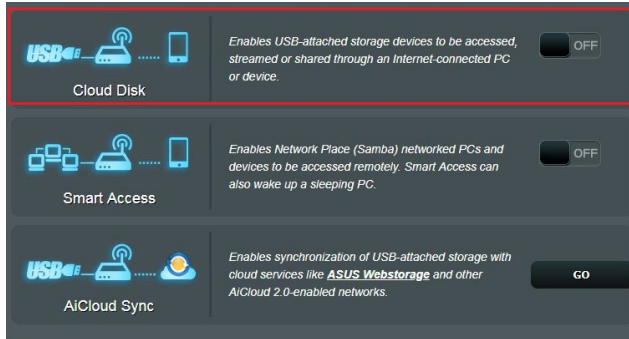 USB
Cloud Disk
Enables USB-attached storage devices to be accessed,
streamed or shared through an Internet-connected PC
or device.
OFF
Smart Access
Enables Network Place (Samba) networked PCs and
devices to be accessed remotely. Smart Access can
also wake up a sleeping PC.
OFF
USB
AiCloud Sync
Enables synchronization of USB-attached storage with
cloud services like ASUS Webstorage and other
AiCloud 2.0-enabled networks.
GO